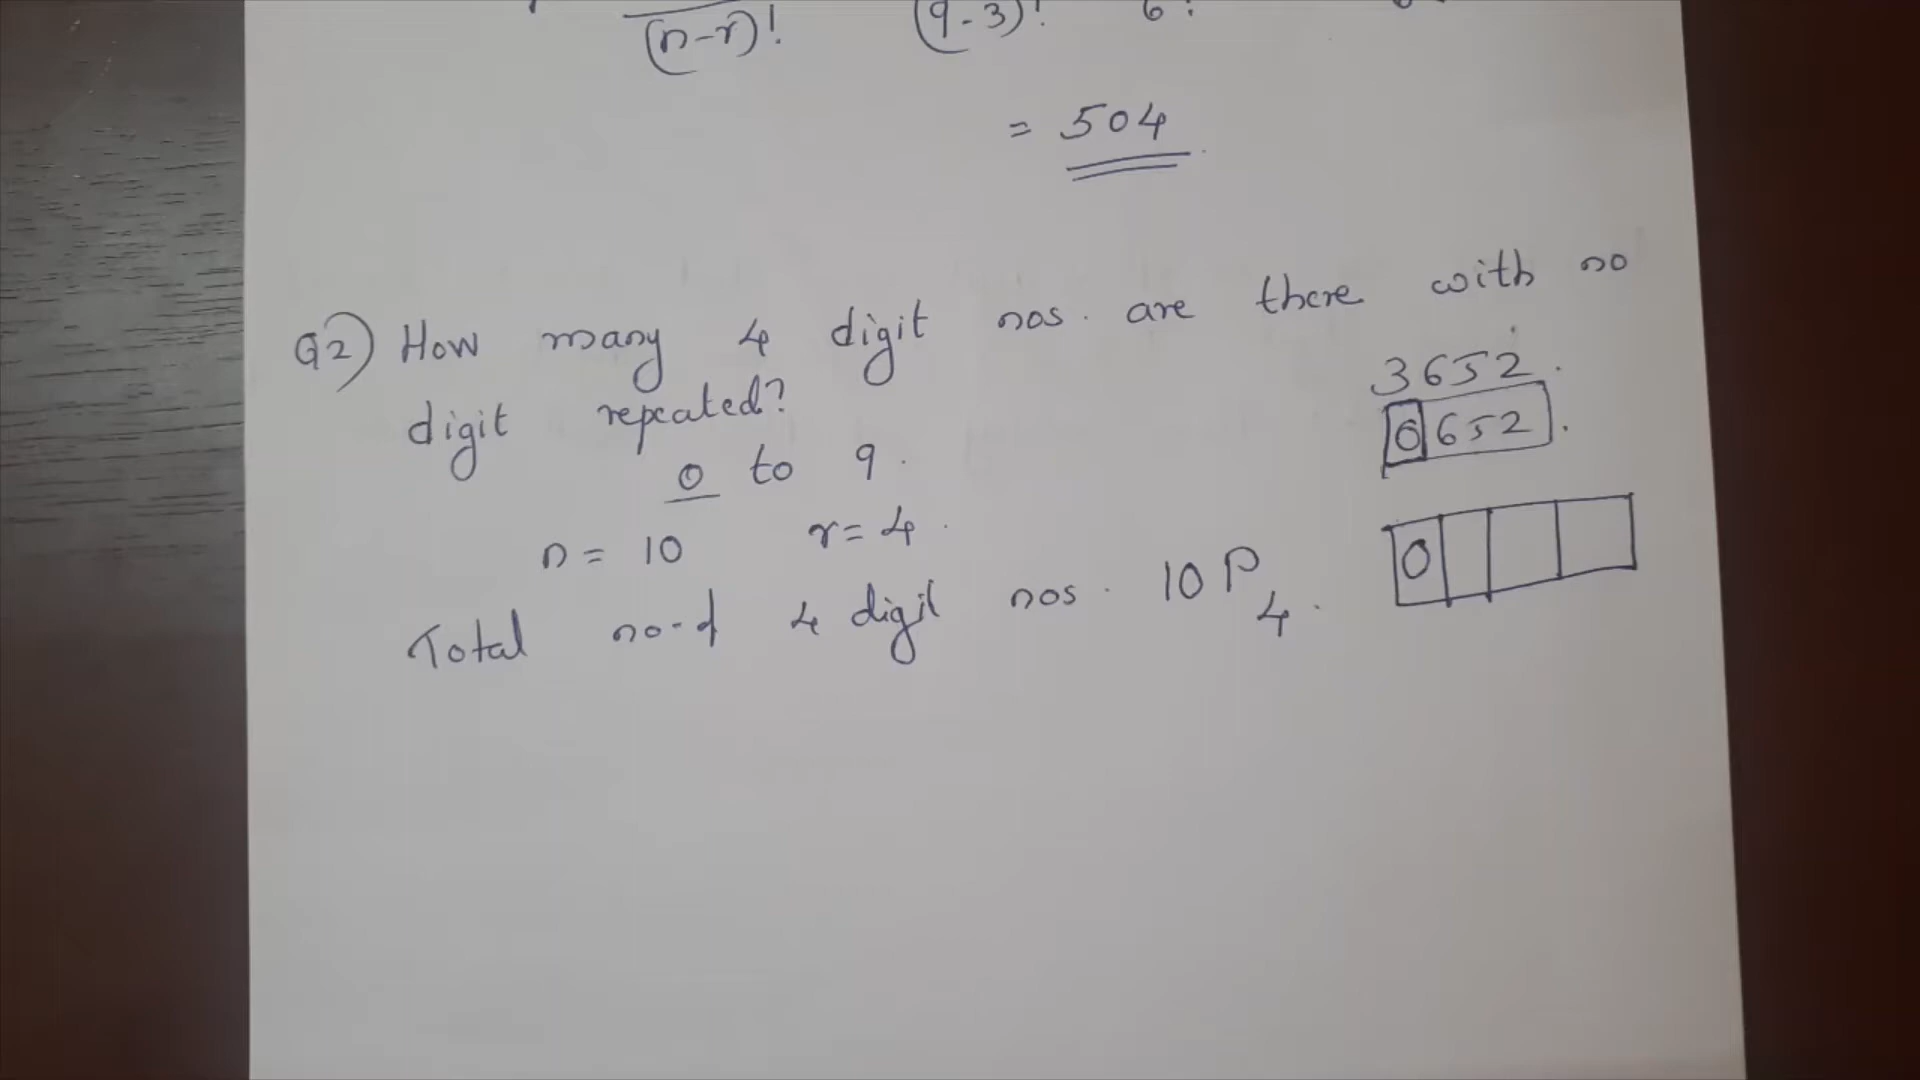 (n-r)! (9-3)! 6!
= 504
Q2) How many 4 digit nos. are there with no
digit repeated?
3652.
0652.
0 to 9.
n = 10 r = 4.
0
Total no. of 4 digit nos. 10P4.